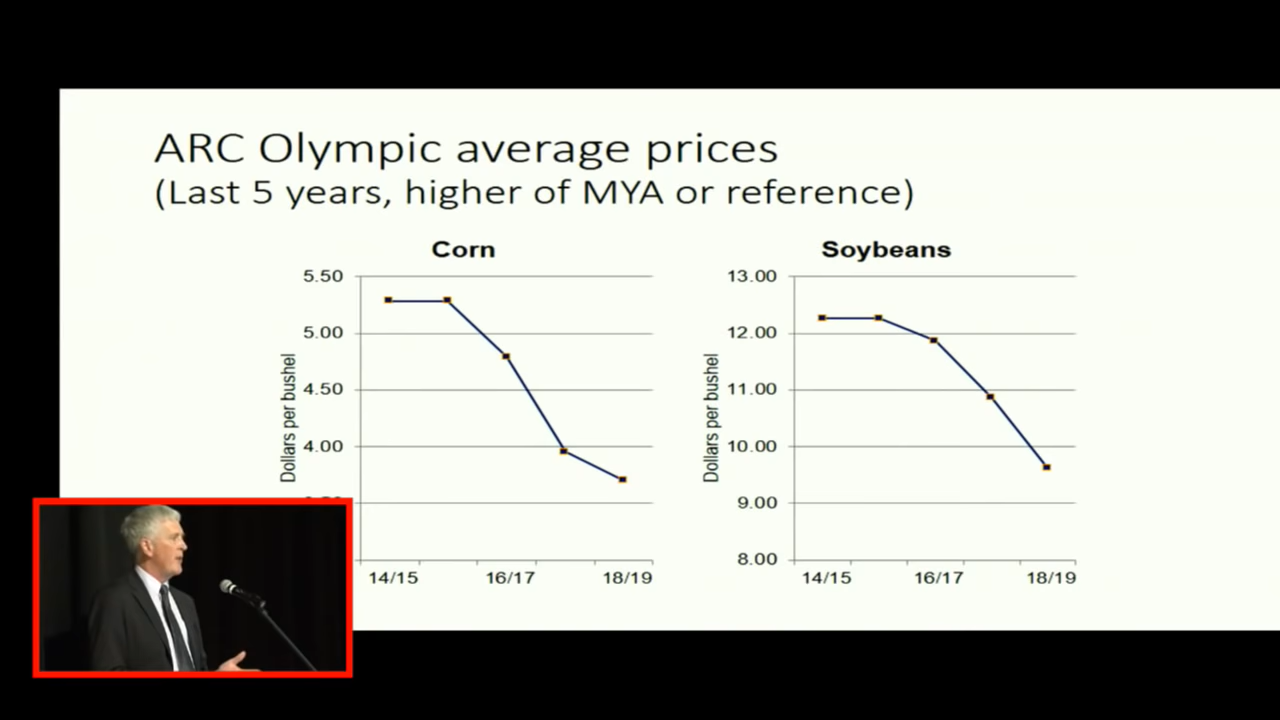 ARC Olympic average prices
(Last 5 years, higher of MYA or reference)
Corn
5.50
5.00
4.50
4.00
Dollars per bushel
14/15
16/17
18/19
Soybeans
13.00
12.00
11.00
10.00
9.00
8.00
Dollars per bushel
14/15
16/17
18/19